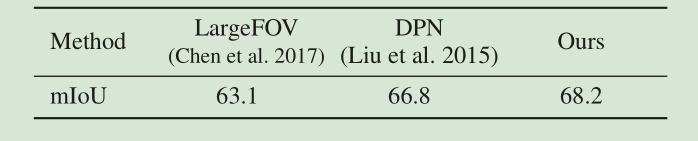 Method LargeFOV (Chen et al. 2017) DPN (Liu et al. 2015) Ours
mIoU 63.1 66.8 68.2